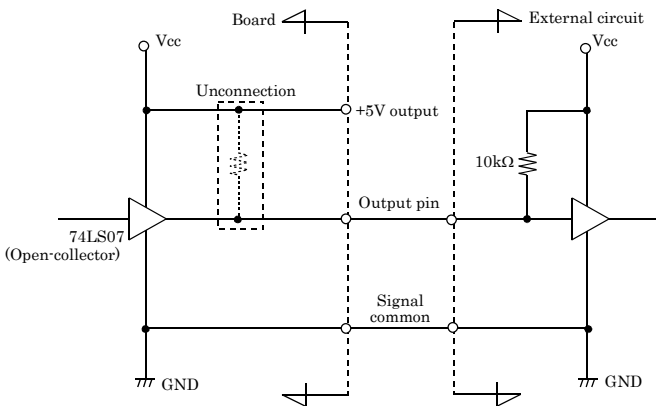 Board
External circuit
Vcc
Vcc
Unconnection
+5V output
10kΩ
Output pin
74LS07
(Open-collector)
Signal
common
GND
GND